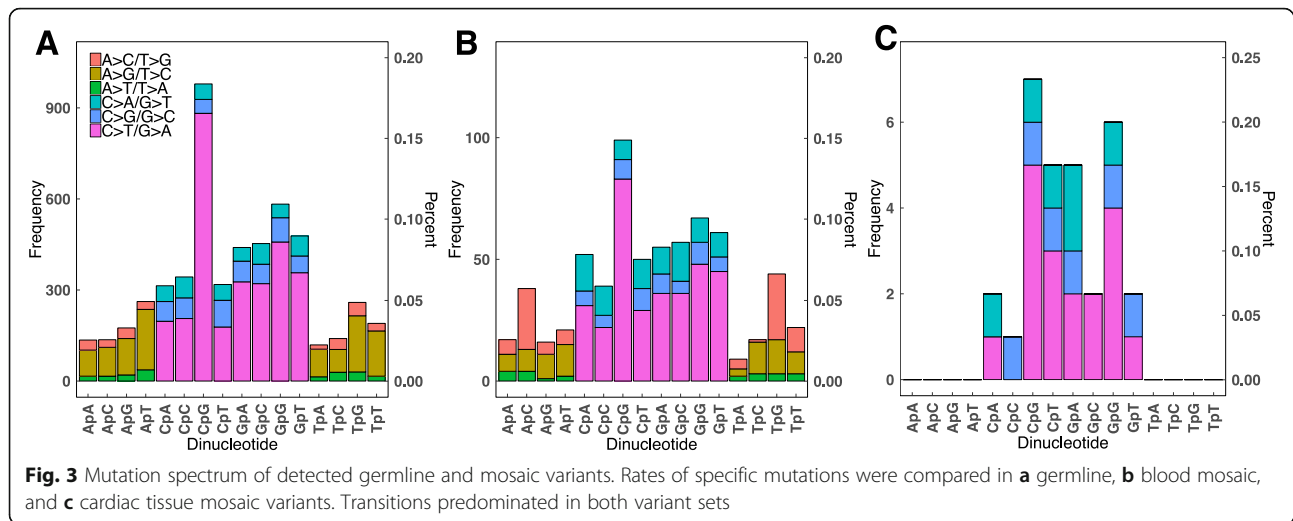 A
A>C/T>G
A>G/T>C
A>T/T>A
C>A/G>T
C>G/G>C
C>T/G>A
Frequency
900
600
300
0
0.20
0.15
0.10
0.05
0.00
Percent
ApA ApC ApG ApT CpA CpC CpG CpT GpA GpC GpG GpT TpA TpC TpG TpT
Dinucleotide
B
Frequency
100
50
0
0.20
0.15
0.10
0.05
0.00
Percent
ApA ApC ApG ApT CpA CpC CpG CpT GpA GpC GpG GpT TpA TpC TpG TpT
Dinucleotide
C
Frequency
6
4
2
0
0.25
0.20
0.15
0.10
0.05
0.00
Percent
ApA ApC ApG ApT CpA CpC CpG CpT GpA GpC GpG GpT TpA TpC TpG TpT
Dinucleotide
Fig. 3 Mutation spectrum of detected germline and mosaic variants. Rates of specific mutations were compared in a germline, b blood mosaic,
and c cardiac tissue mosaic variants. Transitions predominated in both variant sets